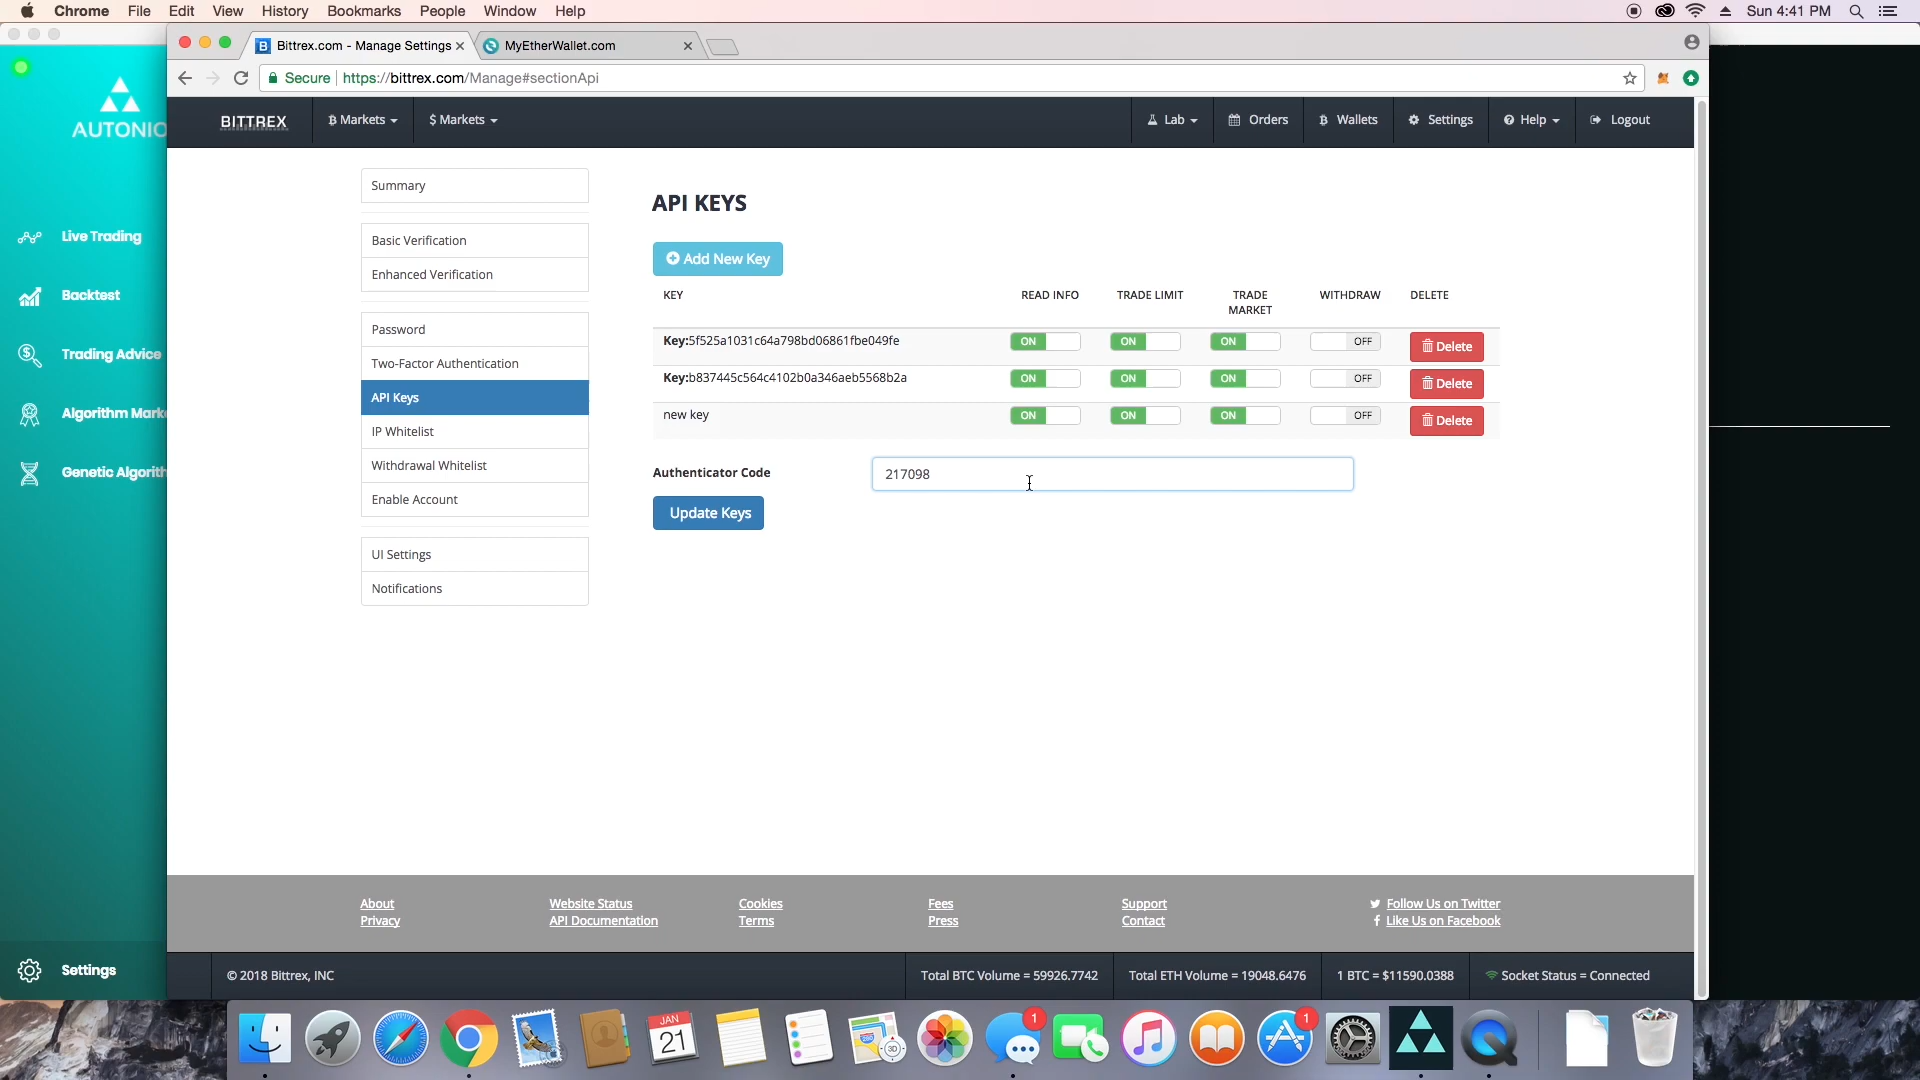 Chrome File Edit View History Bookmarks People Window Help Sun 4:41 PM
Bittrex.com - Manage Settings MyEtherWallet.com
Secure https://bittrex.com/Manage#sectionApi
AUTONIO
Live Trading
Backtest
Trading Advice
Algorithm Mark
Genetic Algorith
Settings
BITTREX Markets $ Markets Lab Orders Wallets Settings Help Logout
Summary
Basic Verification
Enhanced Verification
Password
Two-Factor Authentication
API Keys
IP Whitelist
Withdrawal Whitelist
Enable Account
UI Settings
Notifications
API KEYS
Add New Key
KEY READ INFO TRADE LIMIT TRADE MARKET WITHDRAW DELETE
Key:5f525a1031c64a798bd06861fbe049fe ON ON ON OFF Delete
Key:b837445c564c4102b0a346aeb5568b2a ON ON ON OFF Delete
new key ON ON ON OFF Delete
Authenticator Code 217098
Update Keys
About Website Status Cookies Fees Support Follow Us on Twitter
Privacy API Documentation Terms Press Contact Like Us on Facebook
© 2018 Bittrex, INC Total BTC Volume = 59926.7742 Total ETH Volume = 19048.6476 1 BTC = $11590.0388 Socket Status = Connected
JAN
21
3D
1
1